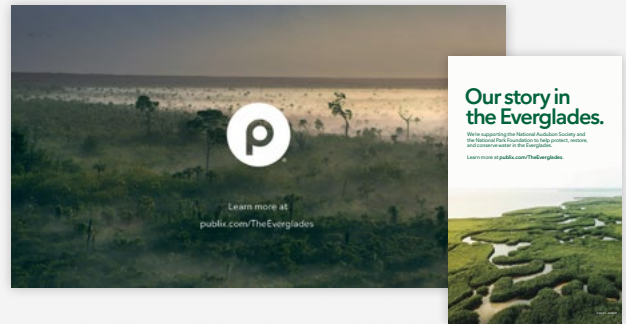 p
Learn more at
publix.com/TheEverglades
Our story in
the Everglades.
We're supporting the National Audubon Society and
the National Park Foundation to help protect, restore,
and conserve water in the Everglades.
Learn more at publix.com/TheEverglades.